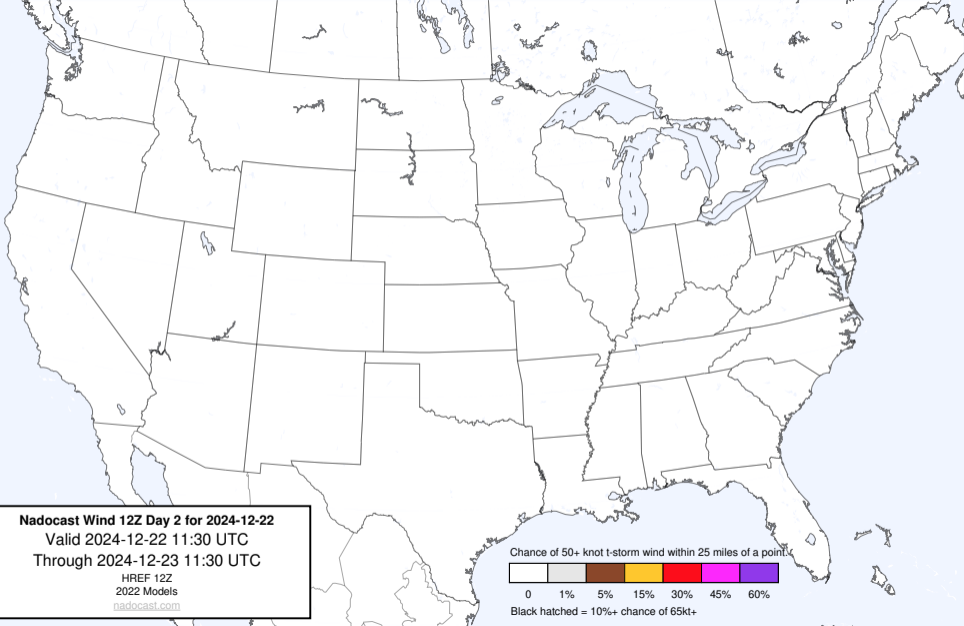 Nadocast Wind 12Z Day 2 for 2024-12-22
Valid 2024-12-22 11:30 UTC
Through 2024-12-23 11:30 UTC
HREF 12Z
2022 Models
nadocast.com
Chance of 50+ knot t-storm wind within 25 miles of a point.
0 1% 5% 15% 30% 45% 60%
Black hatched = 10%+ chance of 65kt+